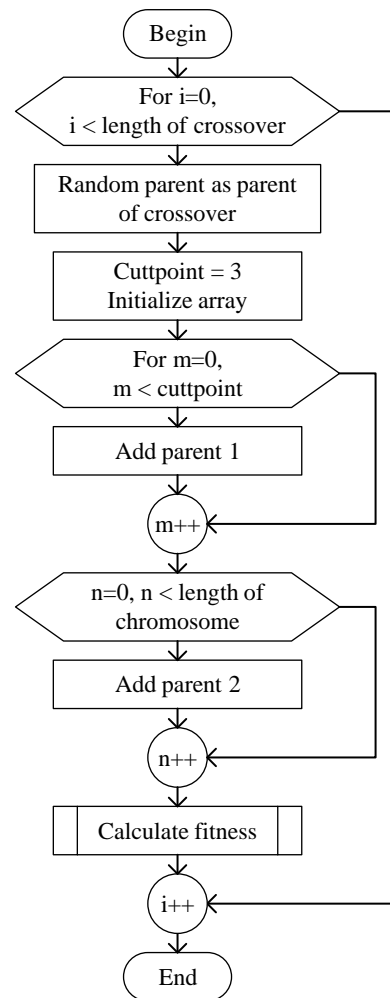 Begin
For i=0,
i < length of crossover
Random parent as parent
of crossover
Cuttpoint = 3
Initialize array
For m=0,
m < cuttpoint
Add parent 1
m++
n=0, n < length of
chromosome
Add parent 2
n++
Calculate fitness
i++
End